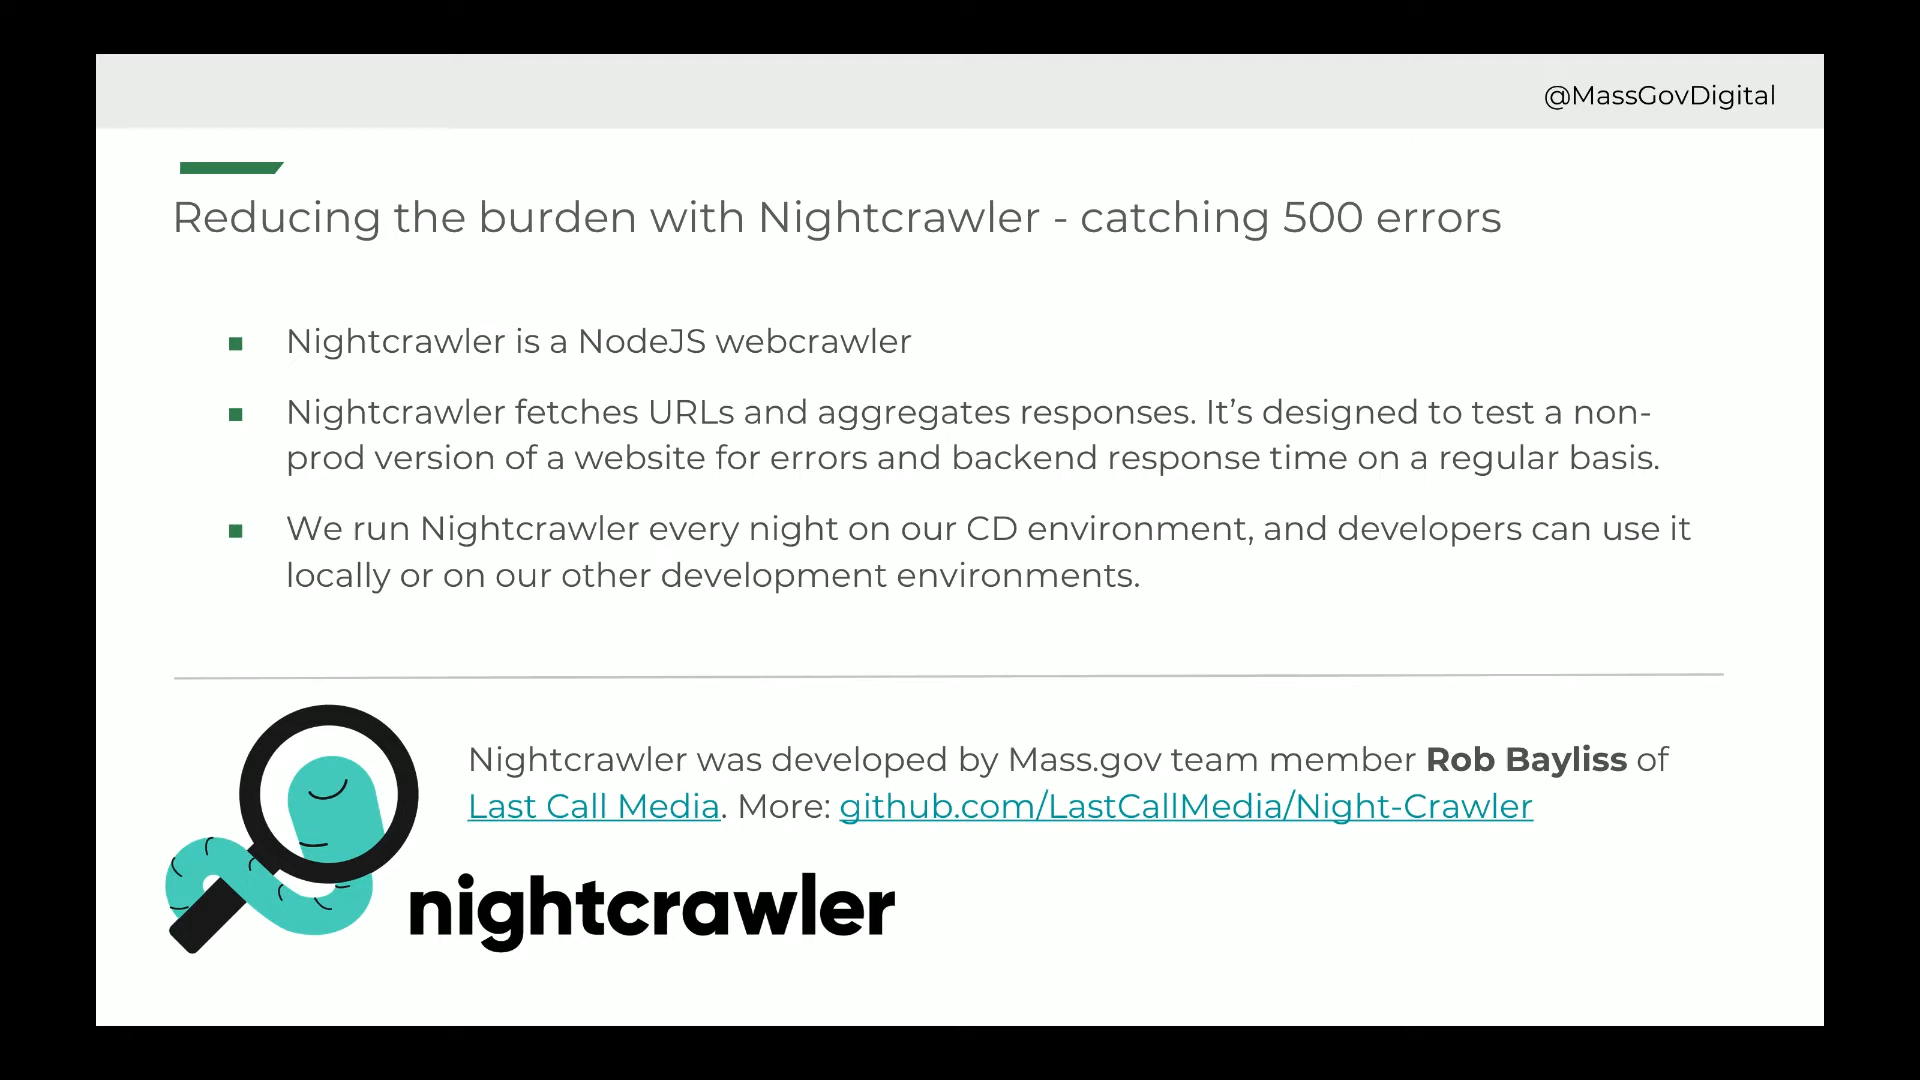 @MassGovDigital
Reducing the burden with Nightcrawler - catching 500 errors
Nightcrawler is a NodeJS webcrawler
Nightcrawler fetches URLs and aggregates responses. It’s designed to test a non-
prod version of a website for errors and backend response time on a regular basis.
We run Nightcrawler every night on our CD environment, and developers can use it
locally or on our other development environments.
Nightcrawler was developed by Mass.gov team member Rob Bayliss of
Last Call Media. More: github.com/LastCallMedia/Night-Crawler
nightcrawler